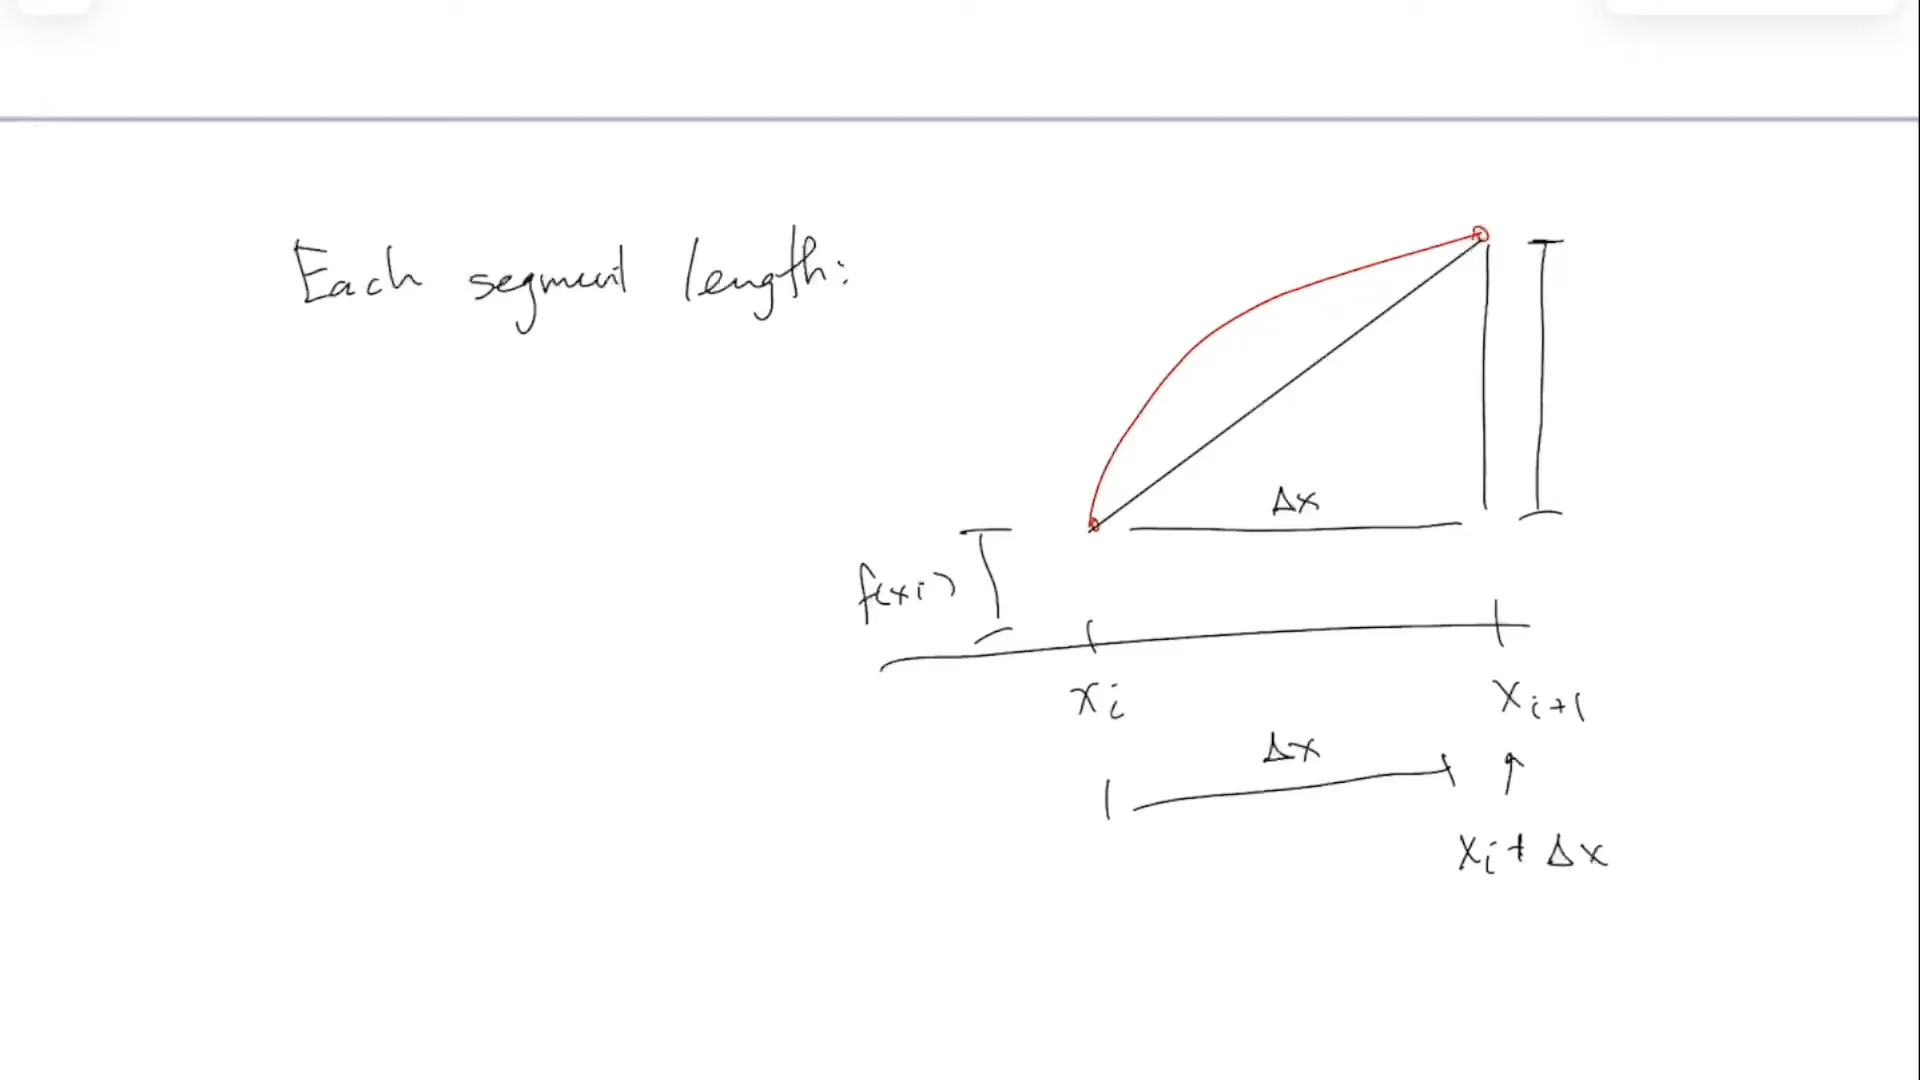 Each segment length:
Δx
f(xi)
xi
xi+1
Δx
xi + Δx